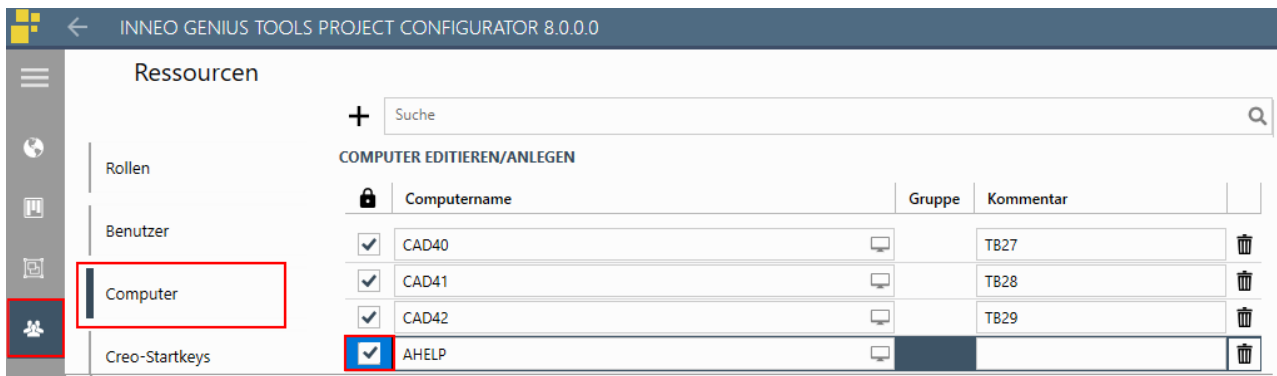 INNEO GENIUS TOOLS PROJECT CONFIGURATOR 8.0.0.0
Ressourcen
Suche
COMPUTER EDITIEREN/ANLEGEN
Rollen
Computername Gruppe Kommentar
Benutzer
CAD40 TB27
CAD41 TB28
Computer
CAD42 TB29
Creo-Startkeys
AHELP